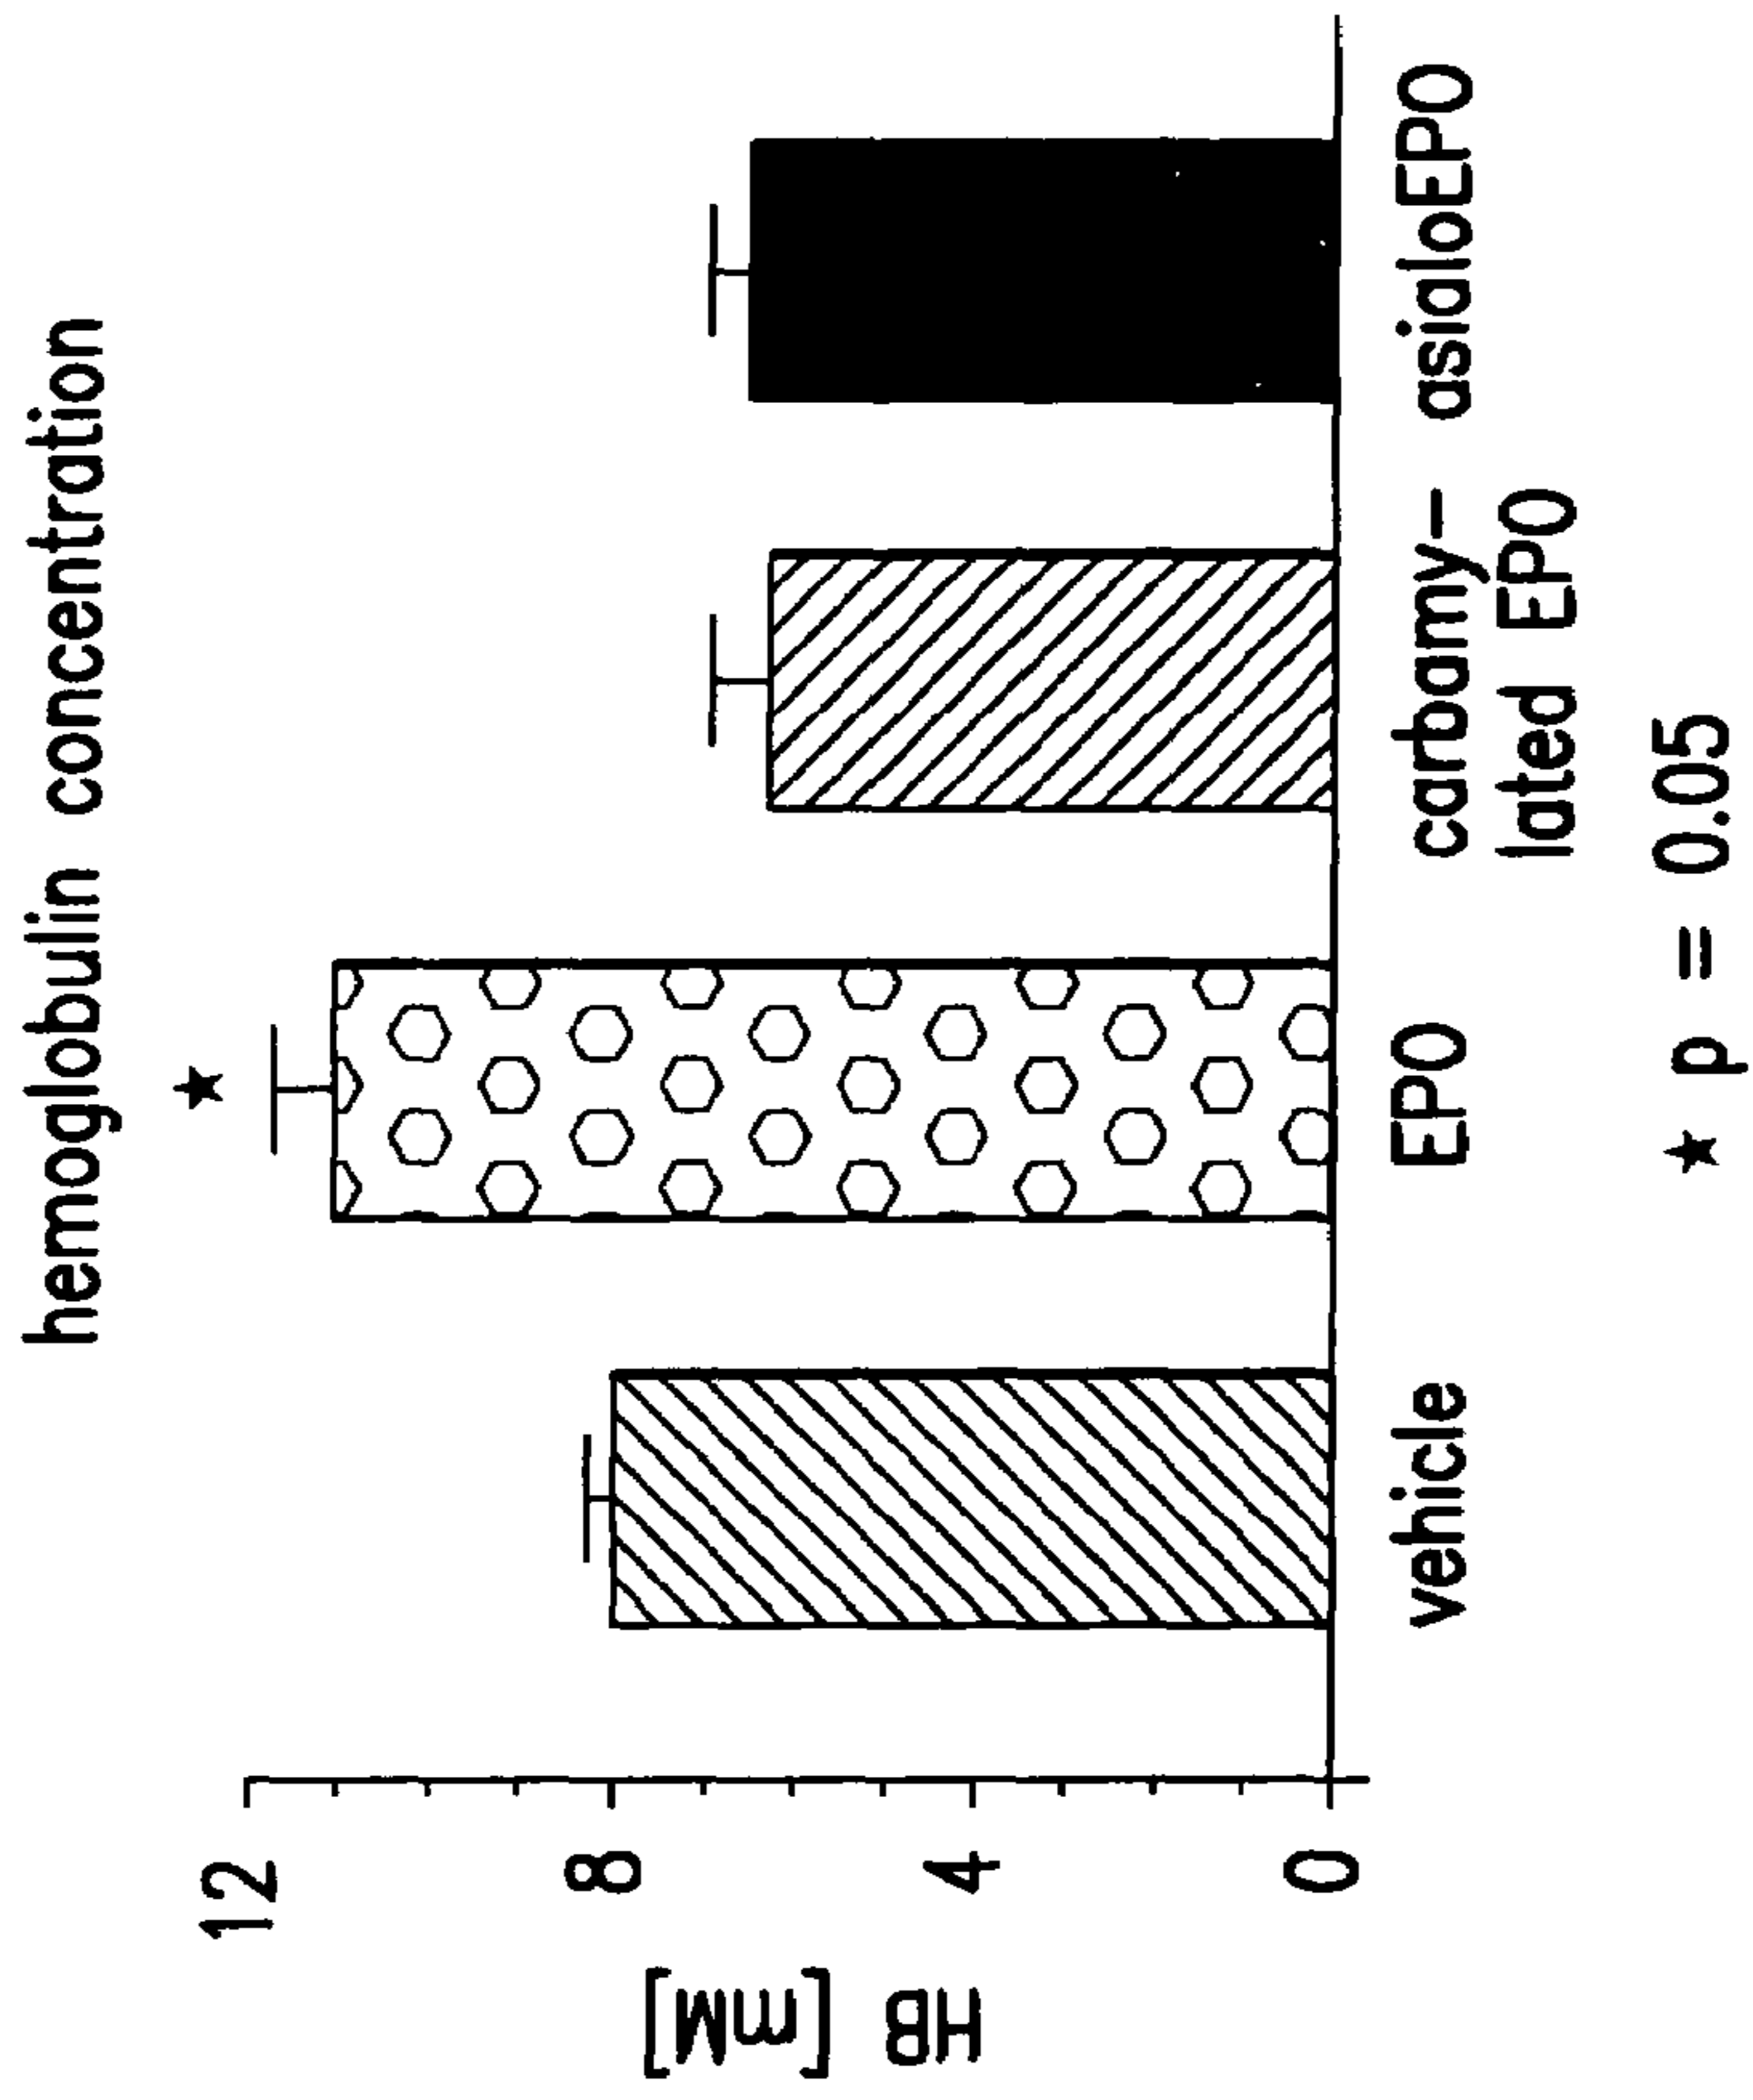 hemoglobulin concentration
★
HB [mM]
12
8
4
0
vehicle
EPO
carbamy-
lated EPO
asialoEPO
★ p = 0.05